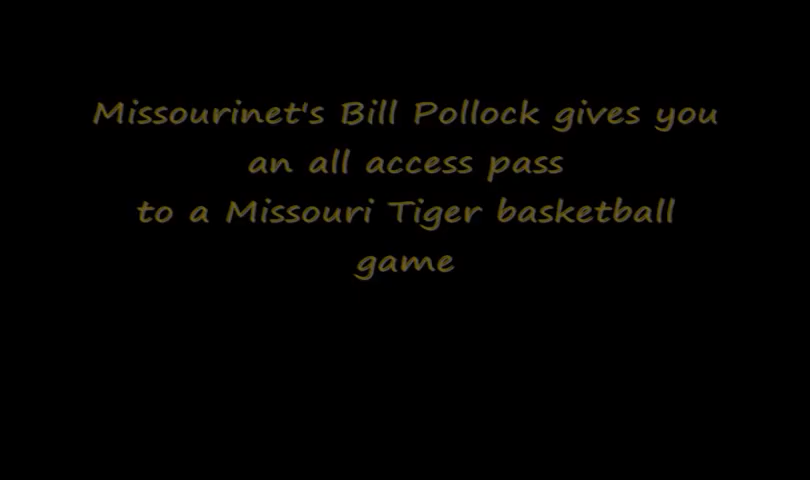 Missourinet's Bill Pollock gives you
an all access pass
to a Missouri Tiger basketball
game